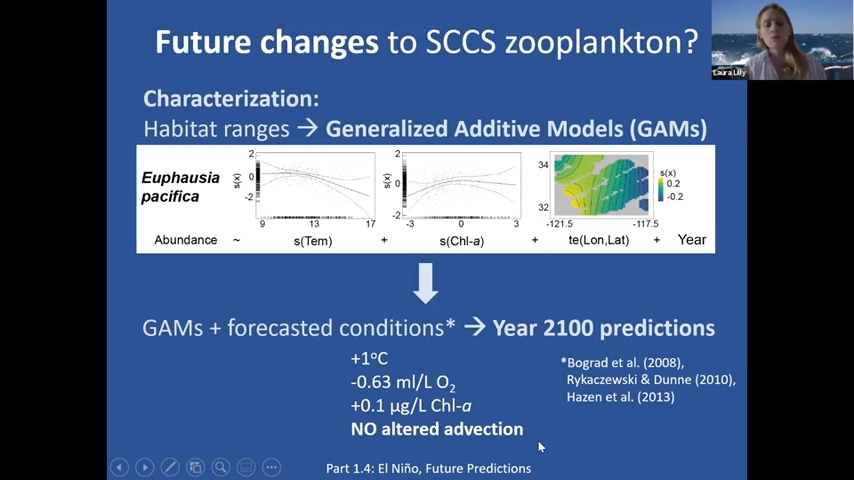 Future changes to SCCS zooplankton?
Laura Lilly
Characterization:
Habitat ranges → Generalized Additive Models (GAMs)
Euphausia pacifica
s(x)
2
0
-2
9
13
17
s(x)
2
0
-2
-3
0
3
34
32
-121.5
-117.5
s(x)
0.2
-0.2
Abundance ~ s(Tem) + s(Chl-a) + te(Lon,Lat) + Year
GAMs + forecasted conditions* → Year 2100 predictions
+1°C
-0.63 ml/L O₂
+0.1 µg/L Chl-a
NO altered advection
*Bograd et al. (2008),
Rykaczewski & Dunne (2010),
Hazen et al. (2013)
Part 1.4: El Niño, Future Predictions